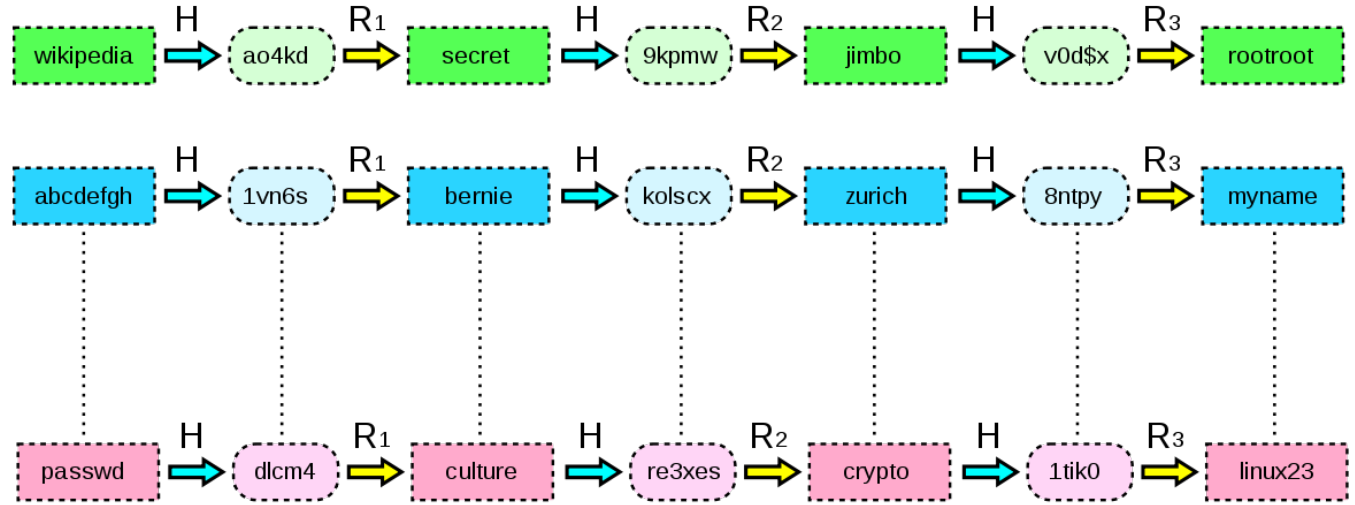 H R1 H R2 H R3
wikipedia ao4kd secret 9kpmw jimbo v0d$x rootroot
H R1 H R2 H R3
abcdefgh 1vn6s bernie kolscx zurich 8ntpy myname
H R1 H R2 H R3
passwd dlcm4 culture re3xes crypto 1tik0 linux23